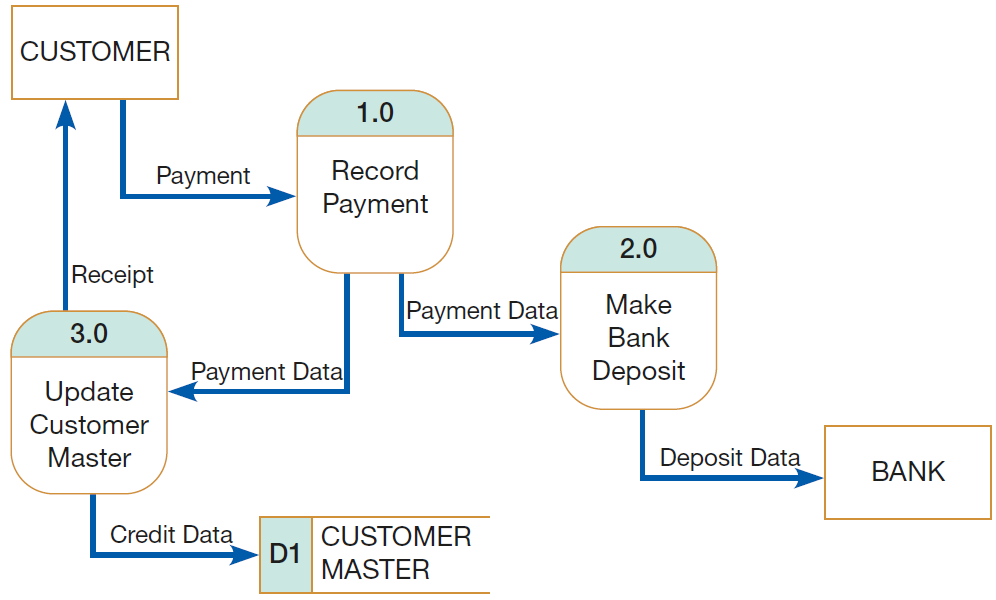 CUSTOMER
1.0
Record
Payment
Payment
2.0
Make
Bank
Deposit
Receipt
Payment Data
3.0
Update
Customer
Master
Payment Data
Deposit Data
BANK
Credit Data
D1
CUSTOMER
MASTER